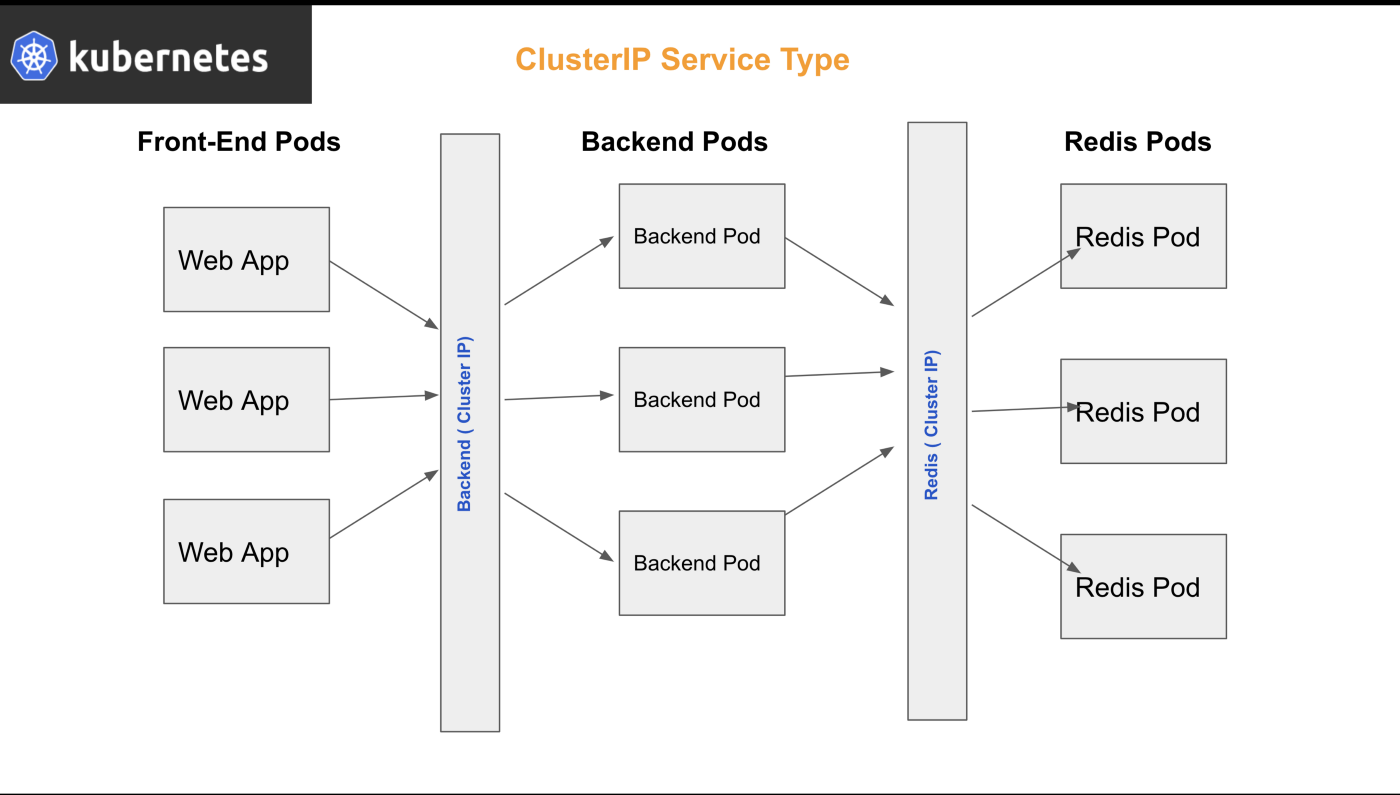 kubernetes
ClusterIP Service Type
Front-End Pods
Backend Pods
Redis Pods
Web App
Web App
Web App
Backend ( Cluster IP)
Backend Pod
Backend Pod
Backend Pod
Redis ( Cluster IP)
Redis Pod
Redis Pod
Redis Pod